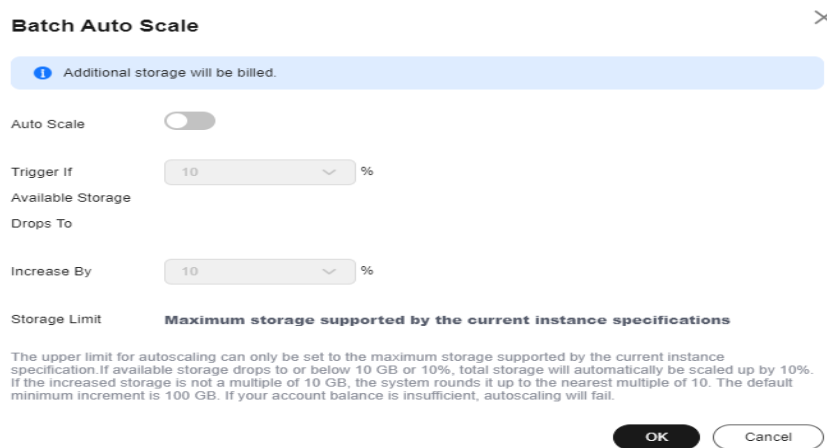 Batch Auto Scale
Additional storage will be billed.
Auto Scale
Trigger If
Available Storage
Drops To
10
%
Increase By
10
%
Storage Limit
Maximum storage supported by the current instance specifications
The upper limit for autoscaling can only be set to the maximum storage supported by the current instance
specification.If available storage drops to or below 10 GB or 10%, total storage will automatically be scaled up by 10%.
If the increased storage is not a multiple of 10 GB, the system rounds it up to the nearest multiple of 10. The default
minimum increment is 100 GB. If your account balance is insufficient, autoscaling will fail.
OK
Cancel